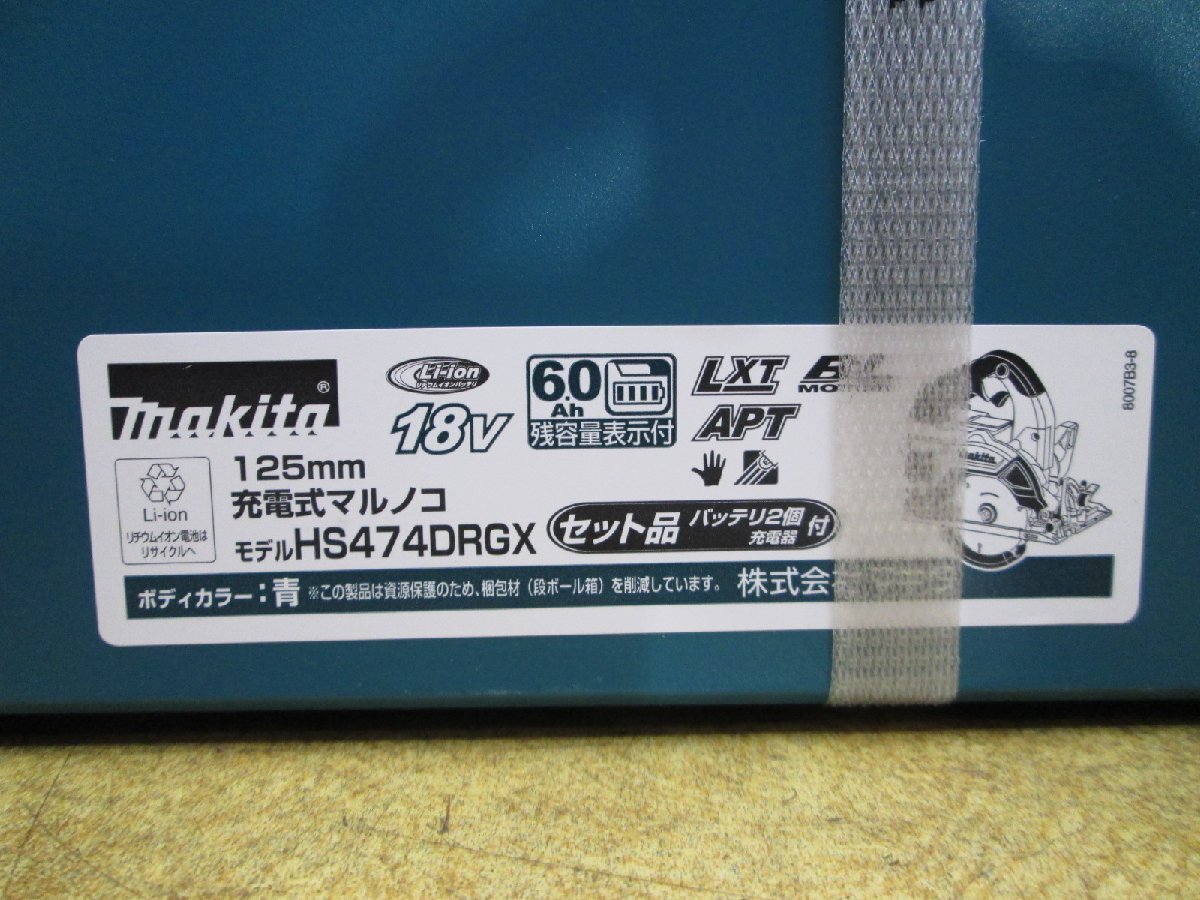 makita®
Li-ion
リチウムイオンバッテリ
18V
6.0
Ah
残容量表示付
LXT
APT
8007B3-8
Li-ion
リチウムイオン電池は
リサイクルへ
125mm
充電式マルノコ
モデルHS474DRGX
セット品 バッテリ2個 充電器 付
makita
ボディカラー:青 ※この製品は資源保護のため、梱包材(段ボール箱)を削減しています。 株式会